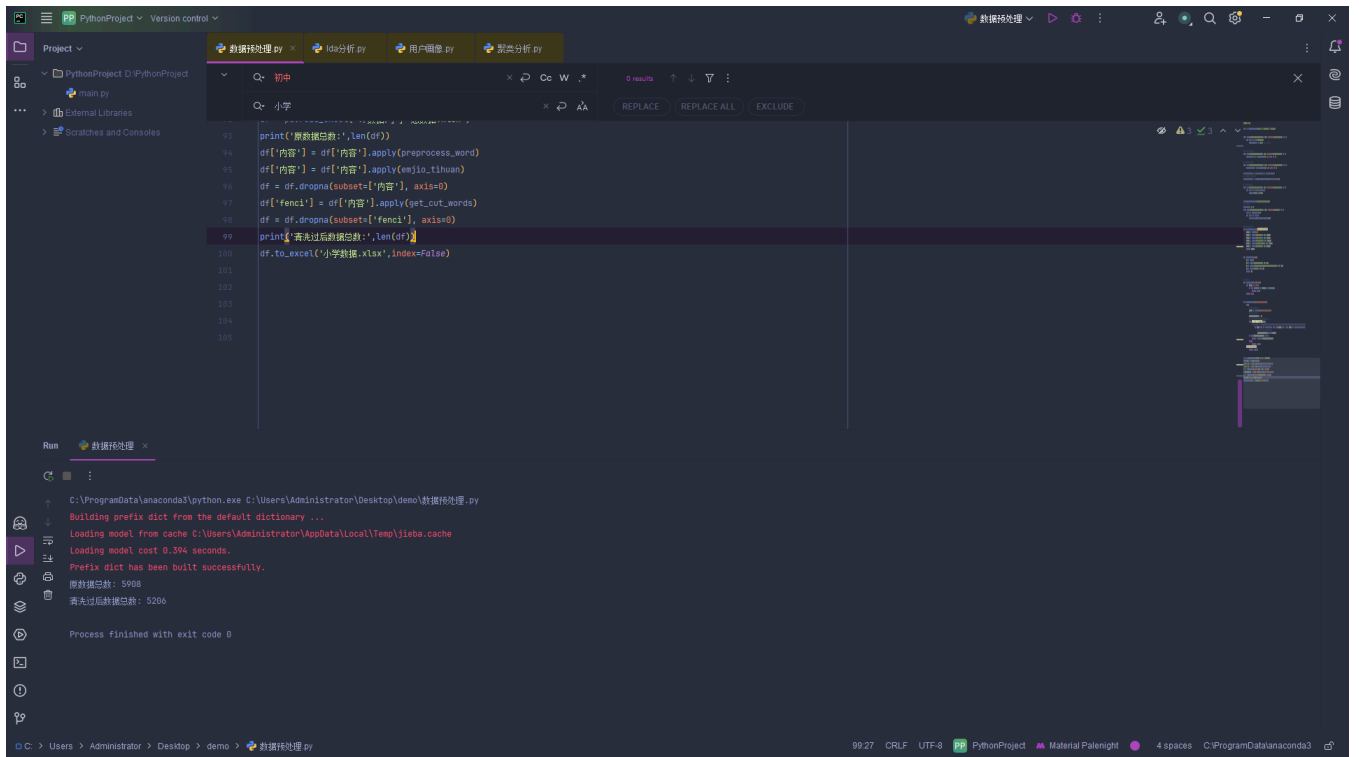 PC
PP PythonProject Version control
数据预处理
Project
数据预处理.py × lda分析.py 用户画像.py 聚类分析.py
PythonProject D:\PythonProject
main.py
External Libraries
Scratches and Consoles
初中 × Cc W .* 0 results
小学 × REPLACE REPLACE ALL EXCLUDE
3 3
93 print('原数据总数:',len(df))
94 df['内容'] = df['内容'].apply(preprocess_word)
95 df['内容'] = df['内容'].apply(emjio_tihuan)
96 df = df.dropna(subset=['内容'], axis=0)
97 df['fenci'] = df['内容'].apply(get_cut_words)
98 df = df.dropna(subset=['fenci'], axis=0)
99 print('清洗过后数据总数:',len(df))
100 df.to_excel('小学数据.xlsx',index=False)
101
102
103
104
105
Run 数据预处理 ×
C:\ProgramData\anaconda3\python.exe C:\Users\Administrator\Desktop\demo\数据预处理.py
Building prefix dict from the default dictionary ...
Loading model from cache C:\Users\Administrator\AppData\Local\Temp\jieba.cache
Loading model cost 0.394 seconds.
Prefix dict has been built successfully.
原数据总数: 5908
清洗过后数据总数: 5206
Process finished with exit code 0
C: > Users > Administrator > Desktop > demo > 数据预处理.py
99:27 CRLF UTF-8 PP PythonProject Material Palenight 4 spaces C:\ProgramData\anaconda3